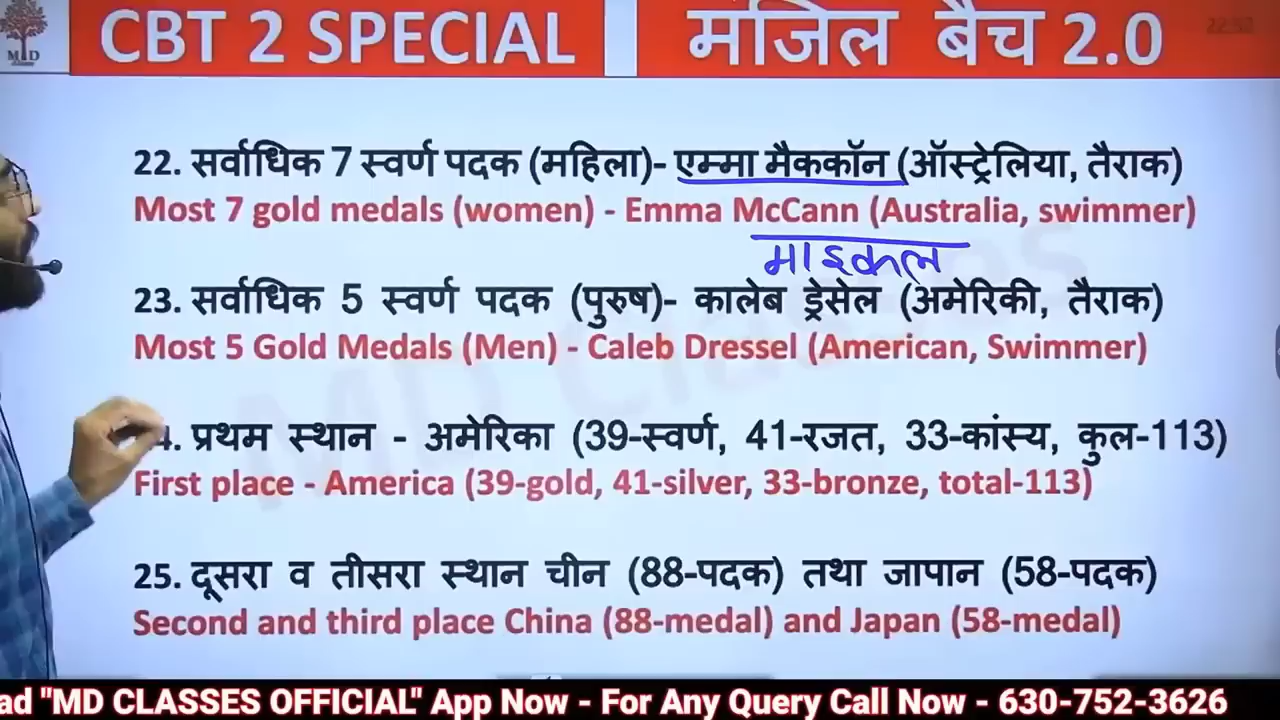 CBT 2 SPECIAL
मंजिल बैच 2.0
22. सर्वाधिक 7 स्वर्ण पदक (महिला)- एम्मा मैककॉन (ऑस्ट्रेलिया, तैराक)
Most 7 gold medals (women) - Emma McCann (Australia, swimmer)
माइकल
23. सर्वाधिक 5 स्वर्ण पदक (पुरुष)- कालेब ड्रेसेल (अमेरिकी, तैराक)
Most 5 Gold Medals (Men) - Caleb Dressel (American, Swimmer)
प्रथम स्थान - अमेरिका (39-स्वर्ण, 41-रजत, 33-कांस्य, कुल-113)
First place - America (39-gold, 41-silver, 33-bronze, total-113)
25. दूसरा व तीसरा स्थान चीन (88-पदक) तथा जापान (58-पदक)
Second and third place China (88-medal) and Japan (58-medal)
ad "MD CLASSES OFFICIAL" App Now - For Any Query Call Now - 630-752-3626
MD Classes